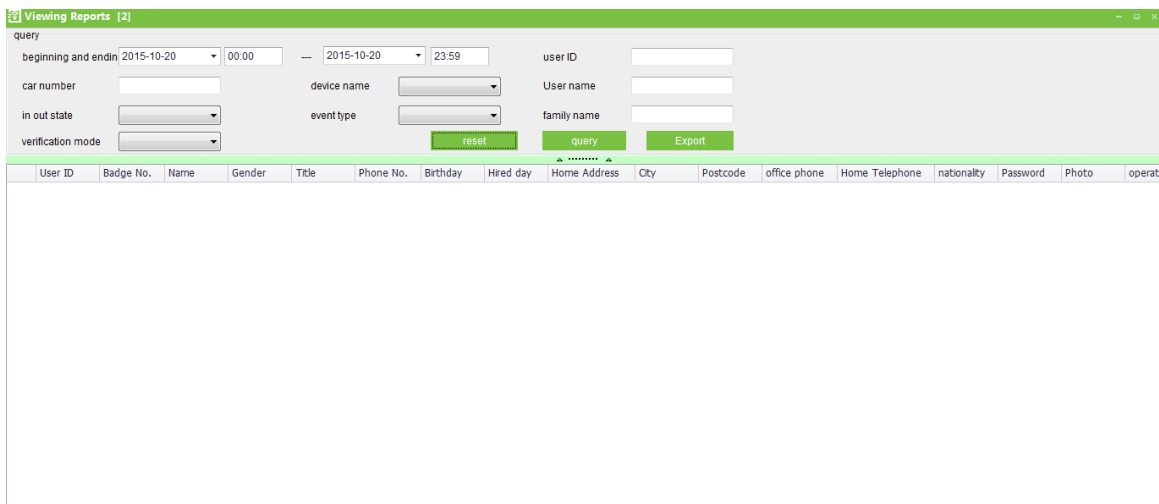 Viewing Reports [2]
query
beginning and endin 2015-10-20 00:00 --- 2015-10-20 23:59 user ID
car number device name User name
in out state event type family name
verification mode reset query Export
User ID Badge No. Name Gender Title Phone No. Birthday Hired day Home Address City Postcode office phone Home Telephone nationality Password Photo operat